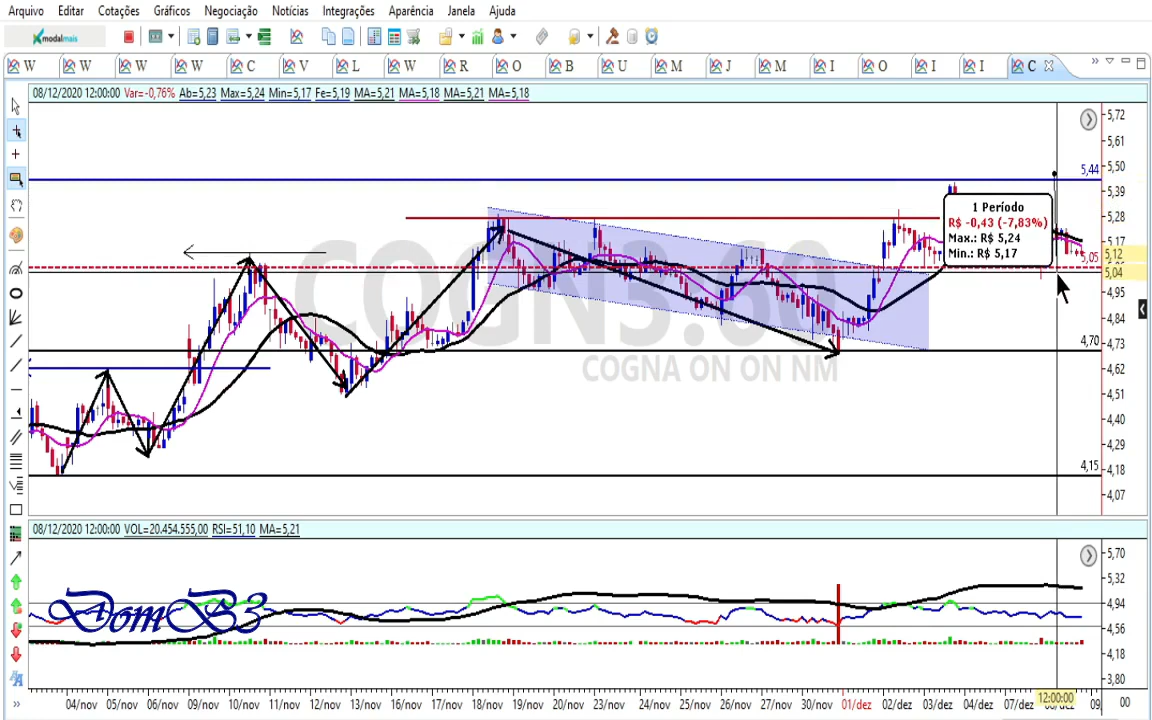 Arquivo Editar Cotações Gráficos Negociação Notícias Integrações Aparência Janela Ajuda
modalmais
W W W W C V L W R O B U M J M I O I I C
08/12/2020 12:00:00 Var=-0,76% Ab=5,23 Max=5,24 Min=5,17 Fe=5,19 MA=5,21 MA=5,18 MA=5,21 MA=5,18
5,72
5,61
5,44 5,50
5,39
5,28
5,17
5,05 5,12
5,04
4,95
4,84
4,70 4,73
4,62
4,51
4,40
4,29
4,15 4,18
4,07
1 Período
R$ -0,43 (-7,83%)
Max.: R$ 5,24
Min.: R$ 5,17
COGN3.60
COGNA ON ON NM
08/12/2020 12:00:00 VOL=20.454.555,00 RSI=51,10 MA=5,21
5,70
5,32
4,94
4,56
4,18
3,80
DomB3
04/nov 05/nov 06/nov 09/nov 10/nov 11/nov 12/nov 13/nov 16/nov 17/nov 18/nov 19/nov 20/nov 23/nov 24/nov 25/nov 26/nov 27/nov 30/nov 01/dez 02/dez 03/dez 04/dez 07/dez 12:00:00 09 00